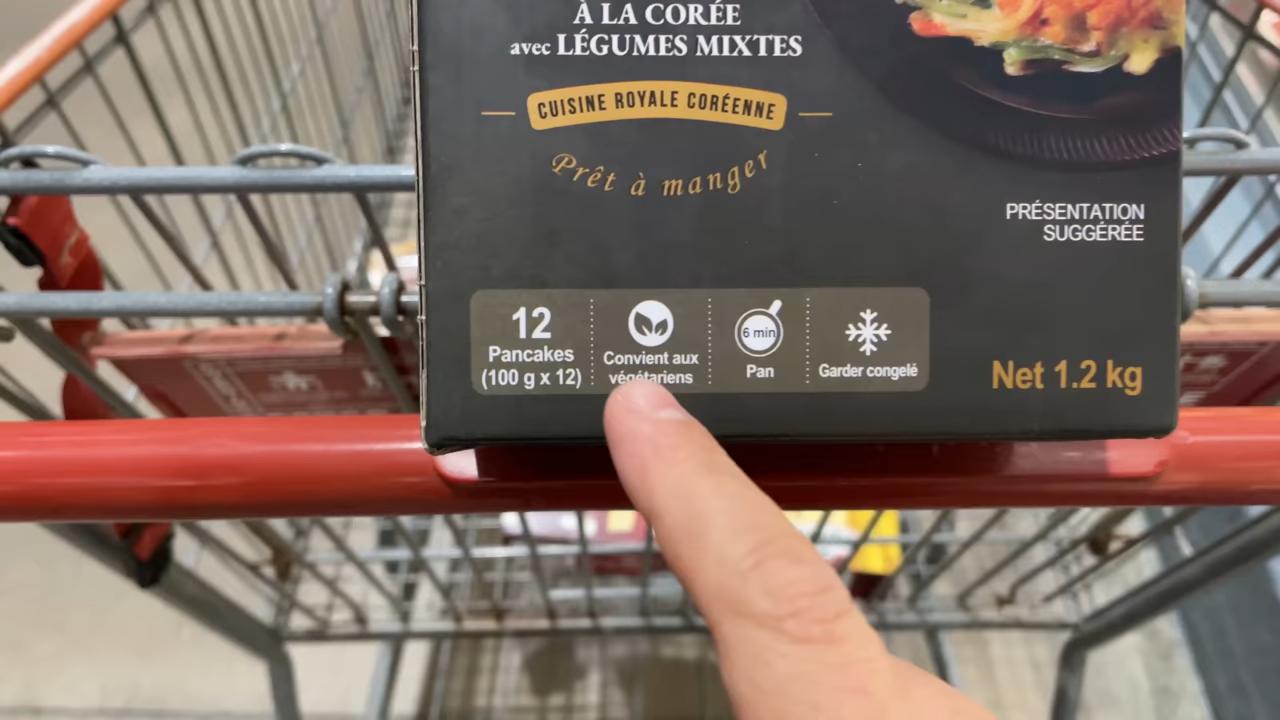 À LA CORÉE
avec LÉGUMES MIXTES
CUISINE ROYALE CORÉENNE
Prêt à manger
PRÉSENTATION
SUGGÉRÉE
12
Pancakes
(100 g x 12)
Convient aux
végétariens
6 min
Pan
Garder congelé
Net 1.2 kg